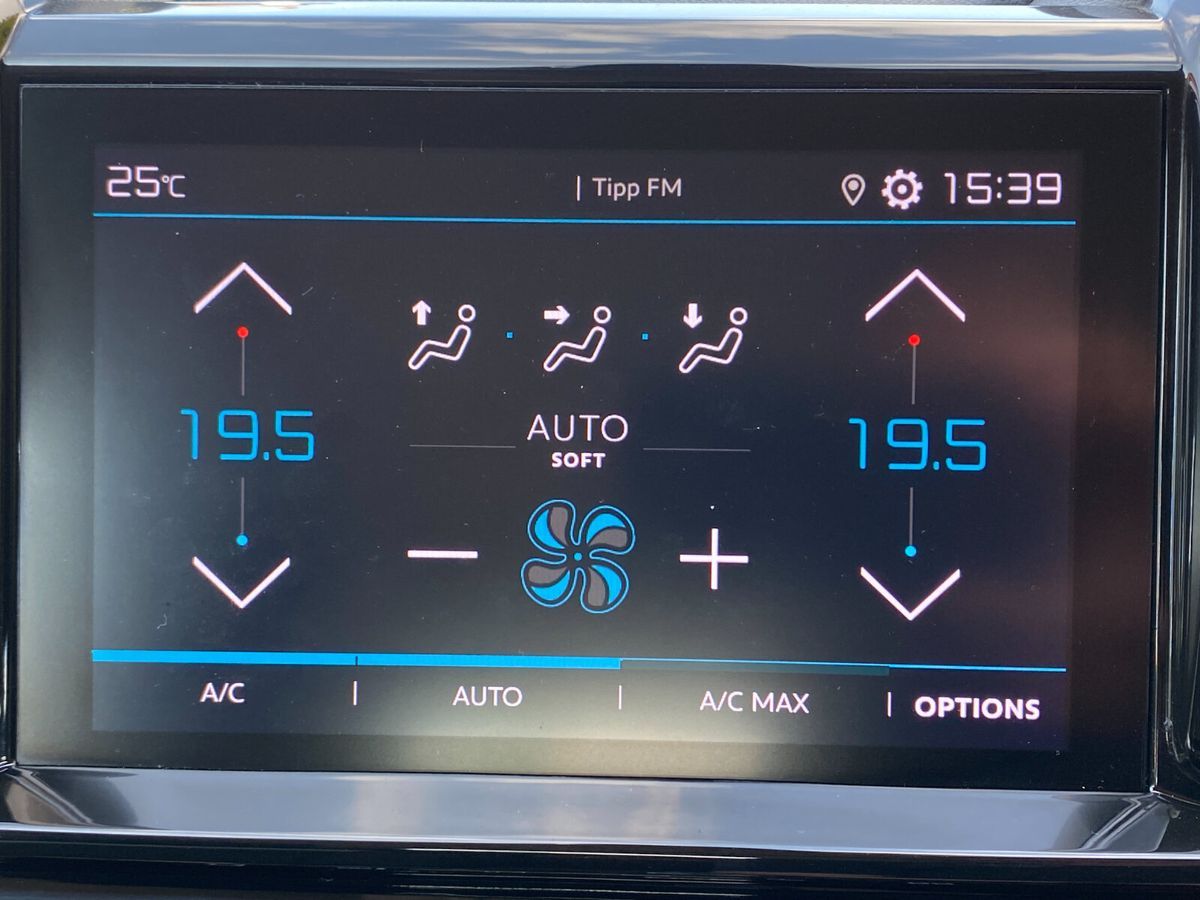 25°C | Tipp FM 15:39
19.5 19.5
AUTO
SOFT
A/C | AUTO | A/C MAX | OPTIONS